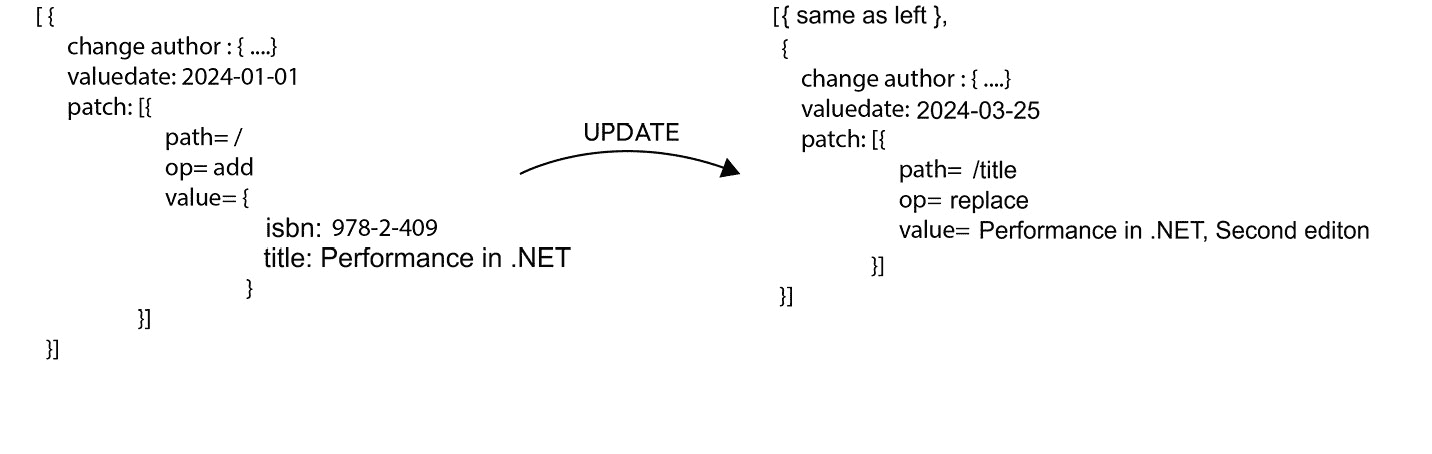 [ {
change author : { ....}
valuedate: 2024-01-01
patch: [{
path= /
op= add
value= {
isbn: 978-2-409
title: Performance in .NET
}
}]
}]
UPDATE
[{ same as left },
{
change author : { ....}
valuedate: 2024-03-25
patch: [{
path= /title
op= replace
value= Performance in .NET, Second editon
}]
}]